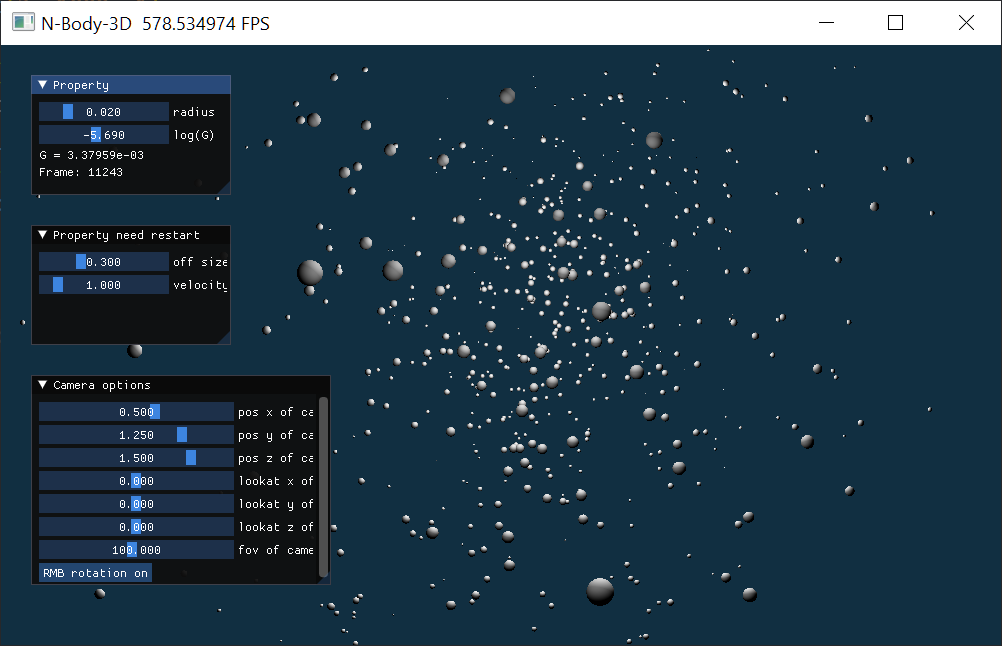 N-Body-3D 578.534974 FPS
Property
0.020 radius
-5.690 log(G)
G = 3.37959e-03
Frame: 11243
Property need restart
0.300 off size
1.000 velocity
Camera options
0.500 pos x of ca
1.250 pos y of ca
1.500 pos z of ca
0.000 lookat x of
0.000 lookat y of
0.000 lookat z of
100.000 fov of came
RMB rotation on